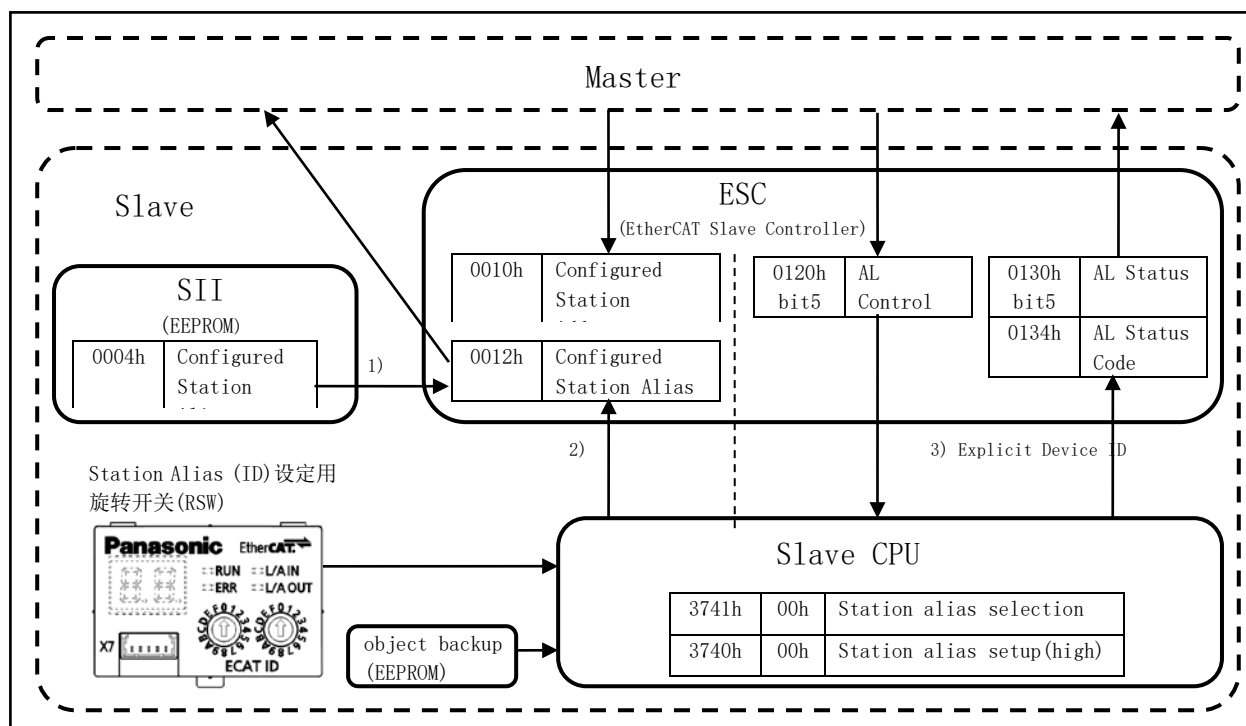 Master
Slave
ESC
(EtherCAT Slave Controller)
SII
(EEPROM)
0004h Configured
Station
1)
0010h Configured
Station
0012h Configured
Station Alias
0120h AL
bit5 Control
0130h AL Status
bit5
0134h AL Status
Code
2)
3) Explicit Device ID
Station Alias (ID)设定用
旋转开关(RSW)
Panasonic EtherCAT
RUN L/A IN
ERR L/A OUT
X7
0123456789ABCDEF
0123456789ABCDEF
ECAT ID
object backup
(EEPROM)
Slave CPU
3741h 00h Station alias selection
3740h 00h Station alias setup(high)